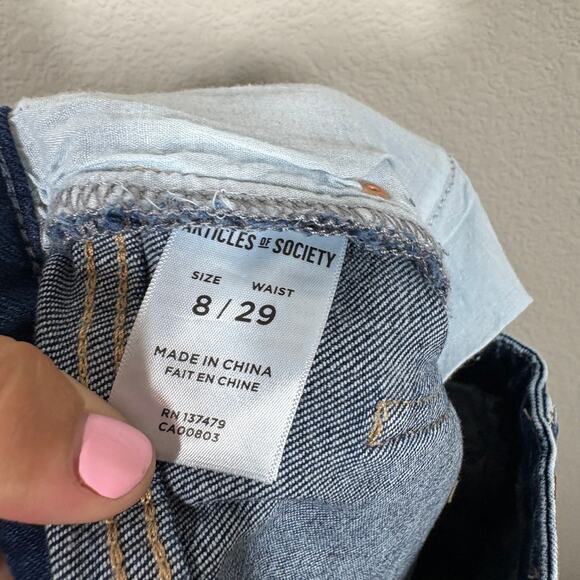 ARTICLES OF SOCIETY
SIZE WAIST
8 / 29
MADE IN CHINA
FAIT EN CHINE
RN 137479
CA00803